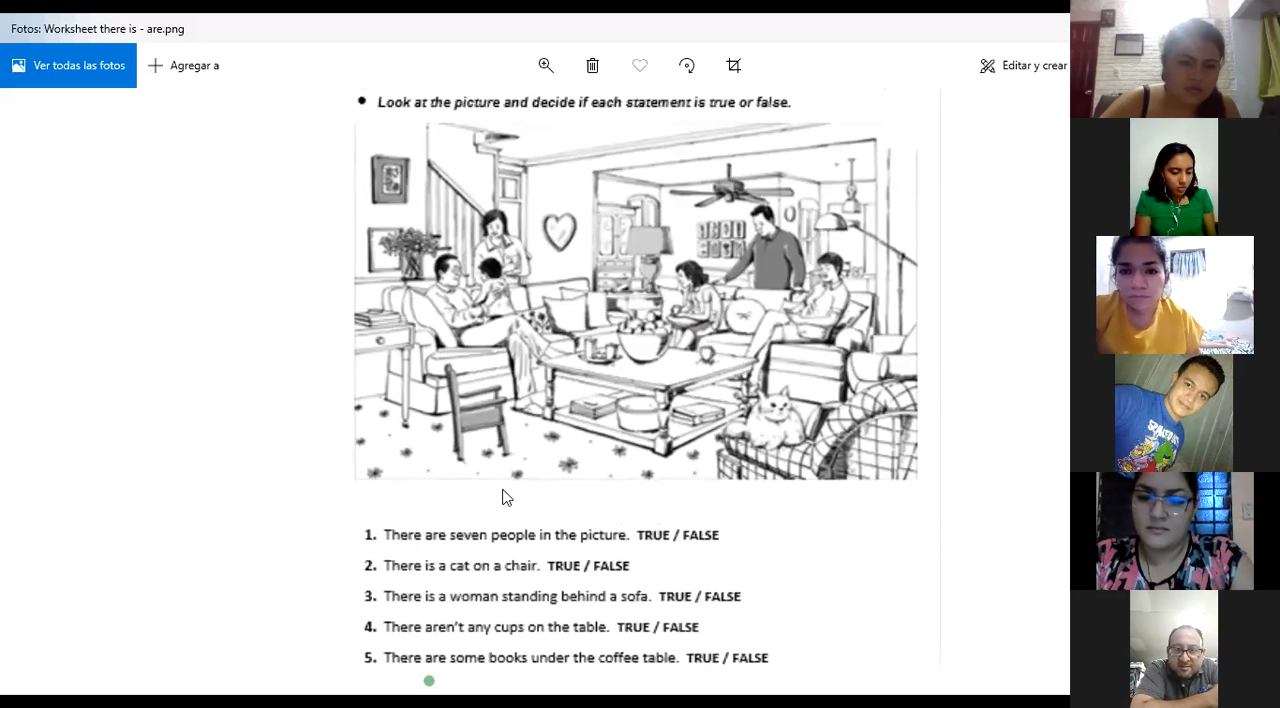 Fotos: Worksheet there is - are.png
Ver todas las fotos
Agregar a
Editar y crear
Look at the picture and decide if each statement is true or false.
1. There are seven people in the picture. TRUE / FALSE
2. There is a cat on a chair. TRUE / FALSE
3. There is a woman standing behind a sofa. TRUE / FALSE
4. There aren't any cups on the table. TRUE / FALSE
5. There are some books under the coffee table. TRUE / FALSE